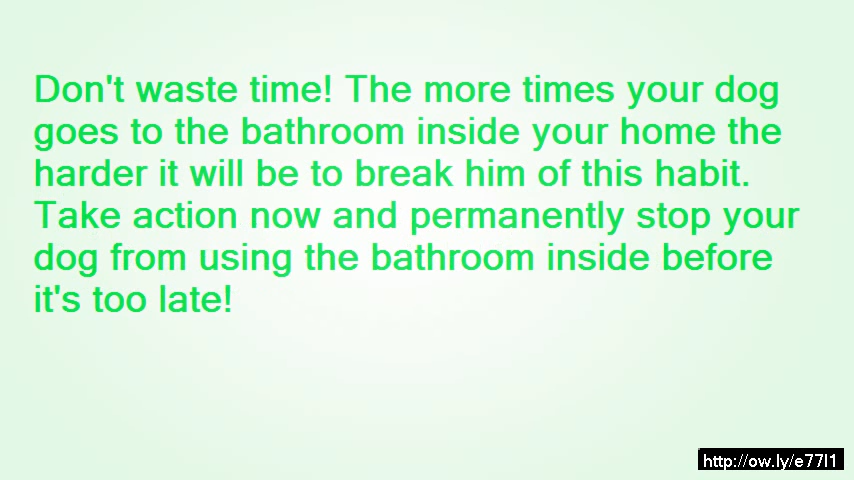 Don't waste time! The more times your dog
goes to the bathroom inside your home the
harder it will be to break him of this habit.
Take action now and permanently stop your
dog from using the bathroom inside before
it's too late!
http://ow.ly/e77l1